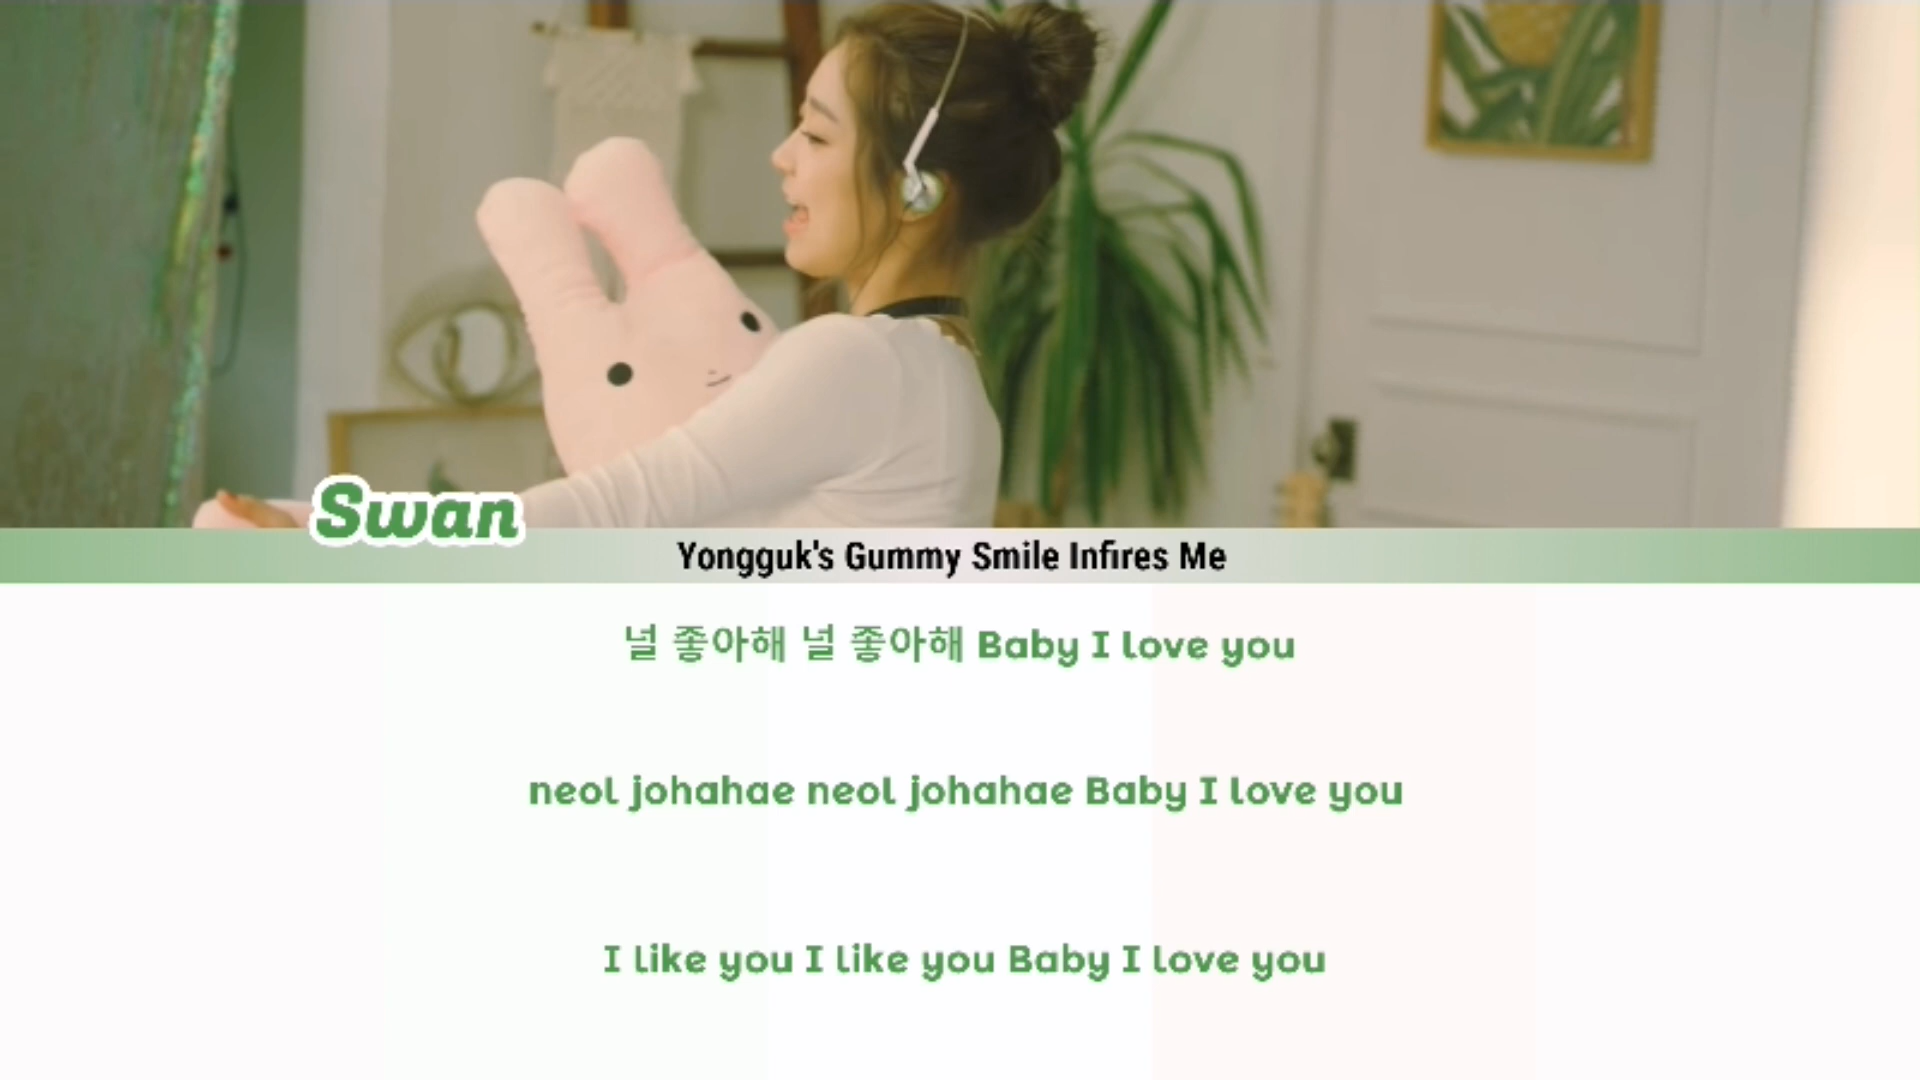 Swan
Yongguk's Gummy Smile Infires Me
널 좋아해 널 좋아해 Baby I love you
neol johahae neol johahae Baby I love you
I like you I like you Baby I love you